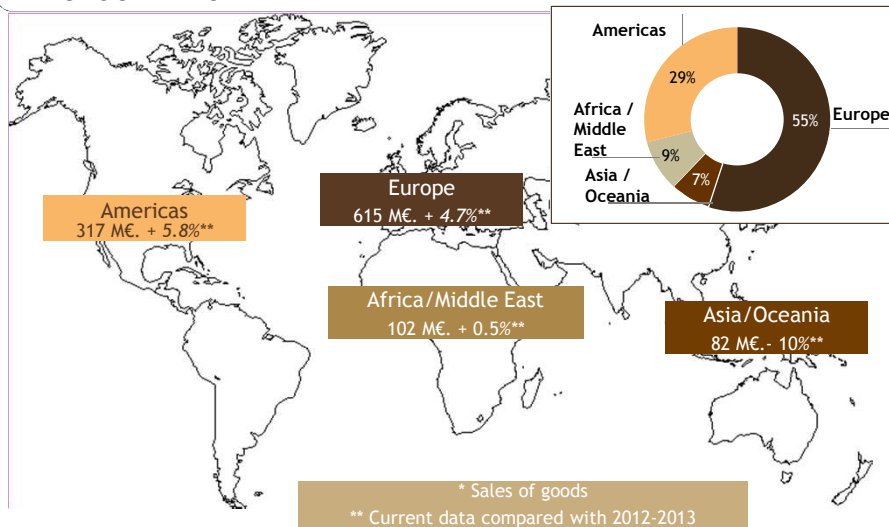 Americas
29%
Africa /
Middle
East
9%
Asia /
Oceania
7%
55%
Europe
Europe
615 M€. + 4.7%**
Americas
317 M€. + 5.8%**
Africa/Middle East
102 M€. + 0.5%**
Asia/Oceania
82 M€.- 10%**
* Sales of goods
** Current data compared with 2012-2013